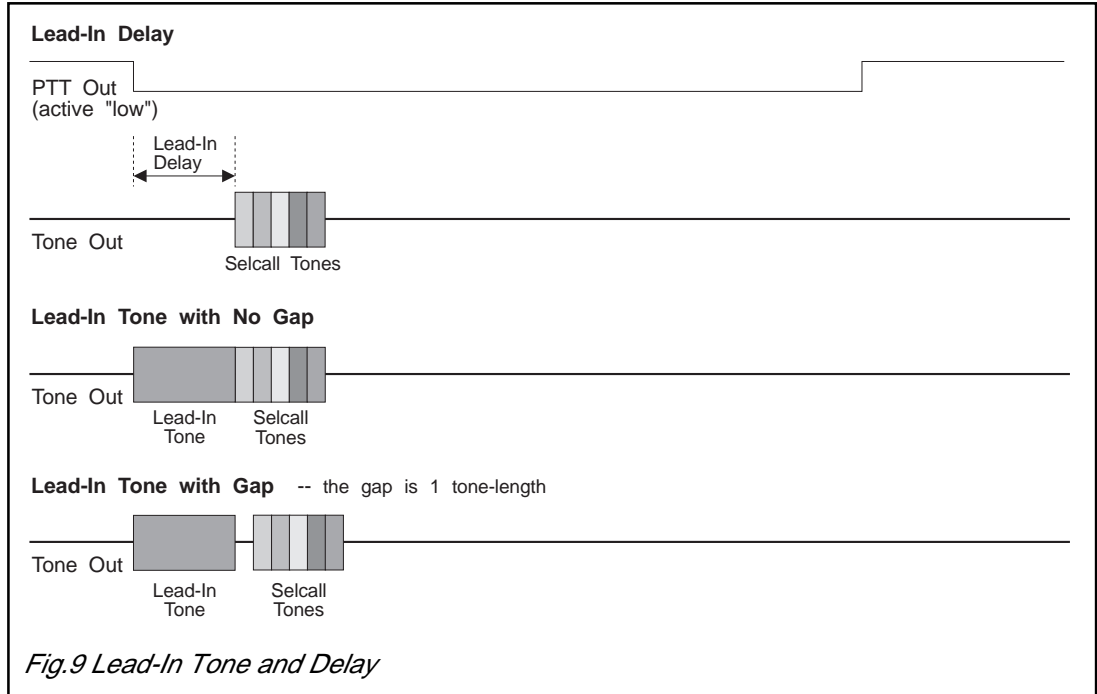 Lead-In Delay
PTT Out
(active "low")
Lead-In
Delay
Tone Out
Selcall Tones
Lead-In Tone with No Gap
Tone Out
Lead-In
Tone
Selcall
Tones
Lead-In Tone with Gap -- the gap is 1 tone-length
Tone Out
Lead-In
Tone
Selcall
Tones
Fig.9 Lead-In Tone and Delay